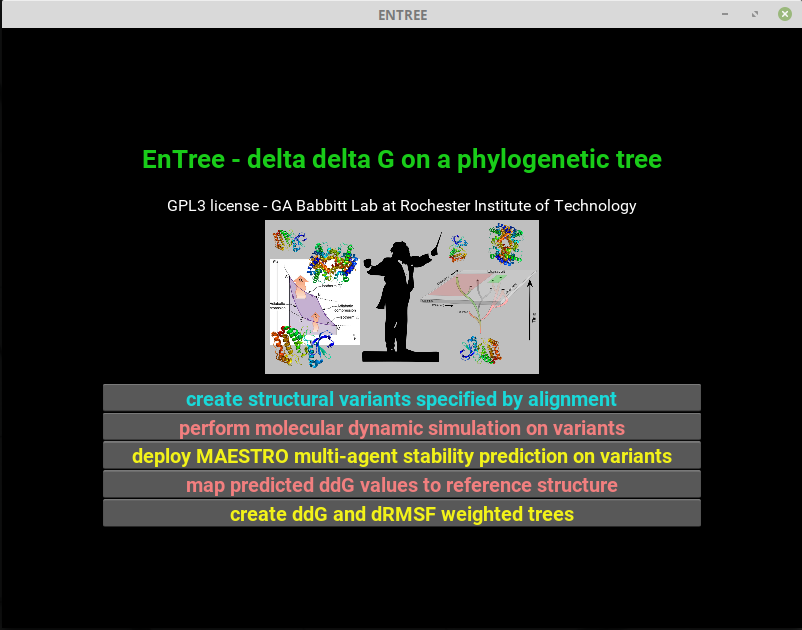 ENTREE
EnTree - delta delta G on a phylogenetic tree
GPL3 license - GA Babbitt Lab at Rochester Institute of Technology
create structural variants specified by alignment
perform molecular dynamic simulation on variants
deploy MAESTRO multi-agent stability prediction on variants
map predicted ddG values to reference structure
create ddG and dRMSF weighted trees